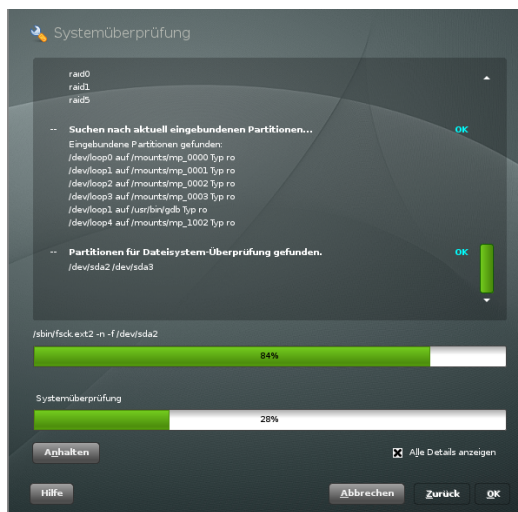 Systemüberprüfung
raid0
raid1
raid5
-- Suchen nach aktuell eingebundenen Partitionen... OK
Eingebundene Partitionen gefunden:
/dev/loop0 auf /mounts/mp_0000 Typ ro
/dev/loop1 auf /mounts/mp_0001 Typ ro
/dev/loop2 auf /mounts/mp_0002 Typ ro
/dev/loop3 auf /mounts/mp_0003 Typ ro
/dev/loop1 auf /usr/bin/gdb Typ ro
/dev/loop4 auf /mounts/mp_1002 Typ ro
-- Partitionen für Dateisystem-Überprüfung gefunden. OK
/dev/sda2 /dev/sda3
/sbin/fsck.ext2 -n -f /dev/sda2
84%
Systemüberprüfung
28%
Anhalten
Alle Details anzeigen
Hilfe
Abbrechen
Zurück
OK